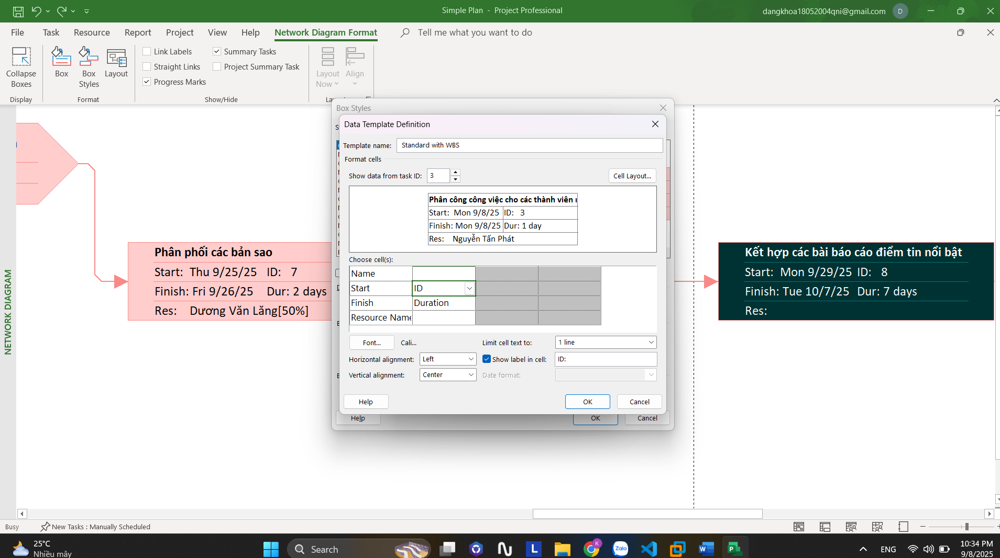 Simple Plan - Project Professional
dangkhoa18052004qni@gmail.com
D
File
Task
Resource
Report
Project
View
Help
Network Diagram Format
Tell me what you want to do
Collapse Boxes
Box
Box Styles
Layout
Link Labels
Straight Links
Progress Marks
Summary Tasks
Project Summary Task
Layout Now
Align
Display
Format
Show/Hide
Box Styles
Data Template Definition
Template name:
Standard with WBS
Format cells
Show data from task ID:
3
Cell Layout...
Phân công công việc cho các thành viên
Start: Mon 9/8/25
ID: 3
Finish: Mon 9/8/25
Dur: 1 day
Res: Nguyễn Tấn Phát
Choose cell(s):
Name
Start
ID
Finish
Duration
Resource Name
Font...
Cali...
Limit cell text to:
1 line
Horizontal alignment:
Left
Show label in cell:
ID:
Vertical alignment:
Center
Date format:
Help
OK
Cancel
Help
OK
Cancel
NETWORK DIAGRAM
Phân phối các bản sao
Start: Thu 9/25/25 ID: 7
Finish: Fri 9/26/25 Dur: 2 days
Res: Dương Văn Lăng[50%]
Kết hợp các bài báo cáo điểm tin nổi bật
Start: Mon 9/29/25 ID: 8
Finish: Tue 10/7/25 Dur: 7 days
Res:
Busy
New Tasks : Manually Scheduled
25°C
Nhiều mây
Search
L
K
Zalo
W
P
ENG
10:34 PM
9/8/2025